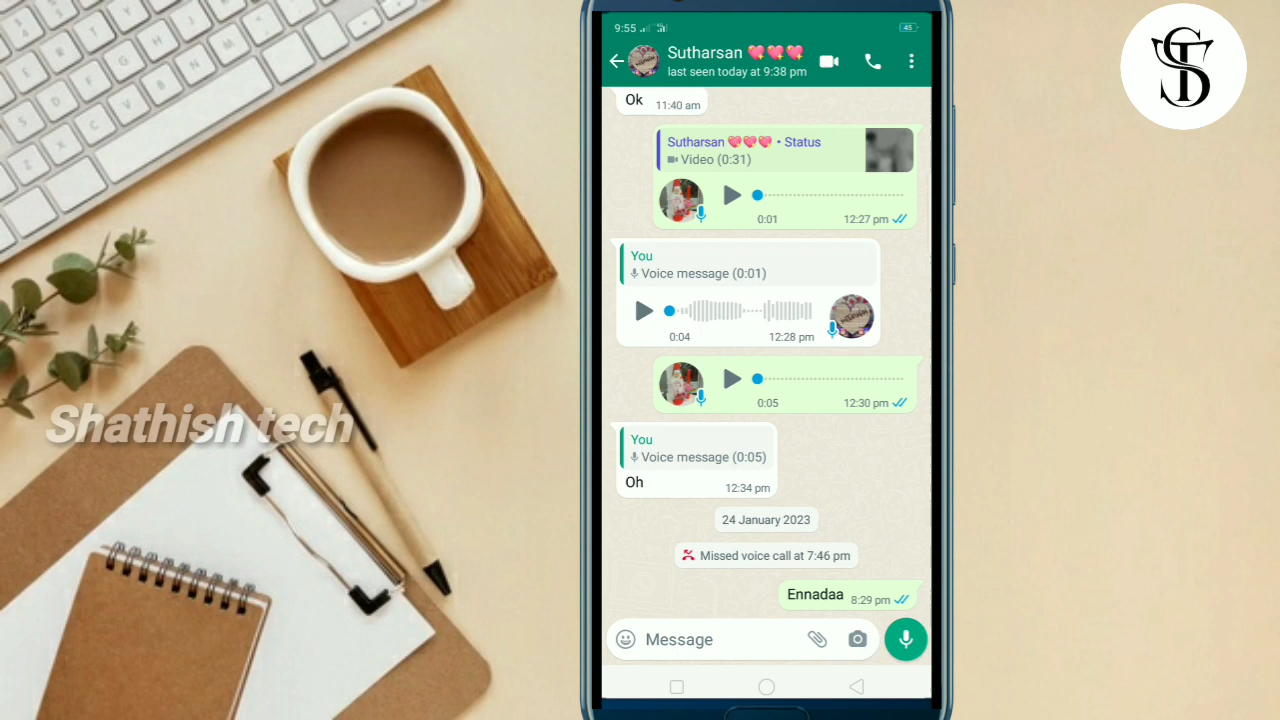 9:55
45
Sutharsan 💖💖💖
last seen today at 9:38 pm
Ok 11:40 am
Sutharsan 💖💖💖 • Status
Video (0:31)
0:01 12:27 pm
You
Voice message (0:01)
0:04 12:28 pm
0:05 12:30 pm
You
Voice message (0:05)
Oh 12:34 pm
24 January 2023
Missed voice call at 7:46 pm
Ennadaa 8:29 pm
Message
Shathish tech
ST